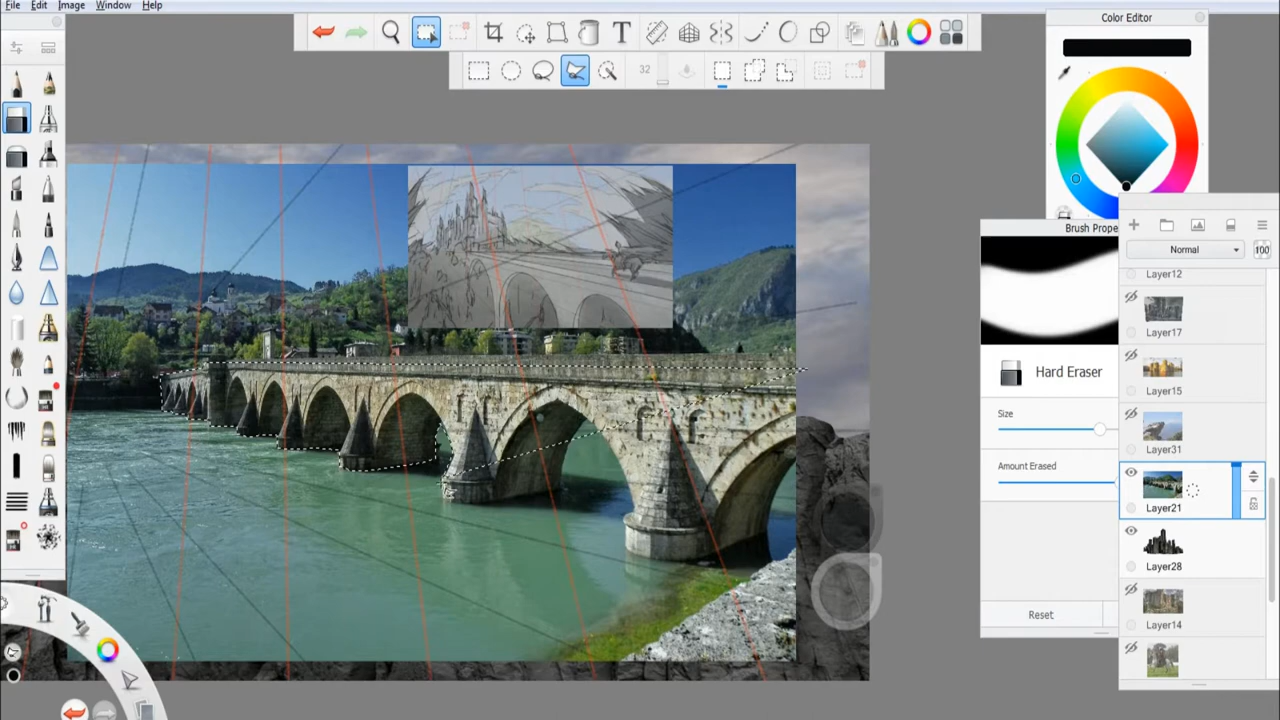 File Edit Image Window Help
T
32
Color Editor
Brush Prope
Normal
100
Layer12
Layer17
Layer15
Hard Eraser
Size
Layer31
Amount Erased
Layer21
Layer28
Reset
Layer14